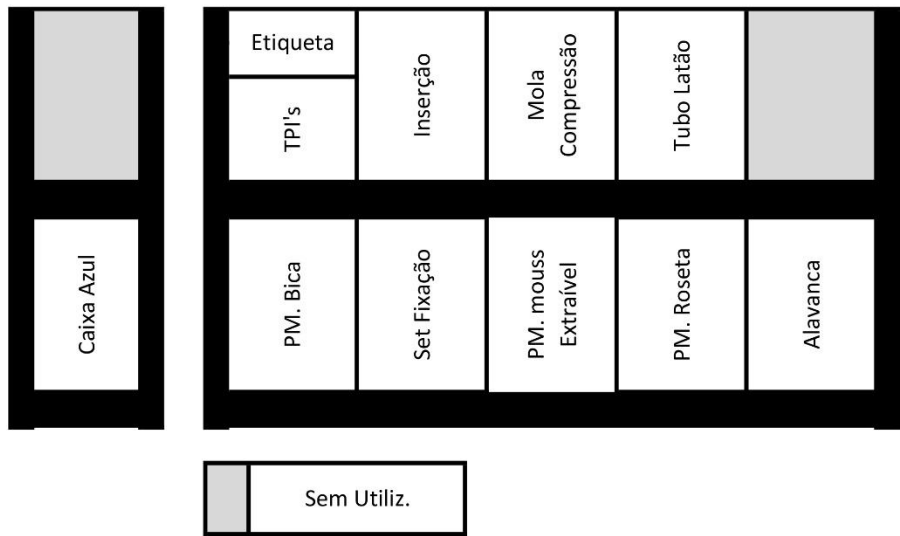 Etiqueta
TPI's
Inserção
Mola
Compressão
Tubo Latão
Caixa Azul
PM. Bica
Set Fixação
PM. mouss
Extraível
PM. Roseta
Alavanca
Sem Utiliz.